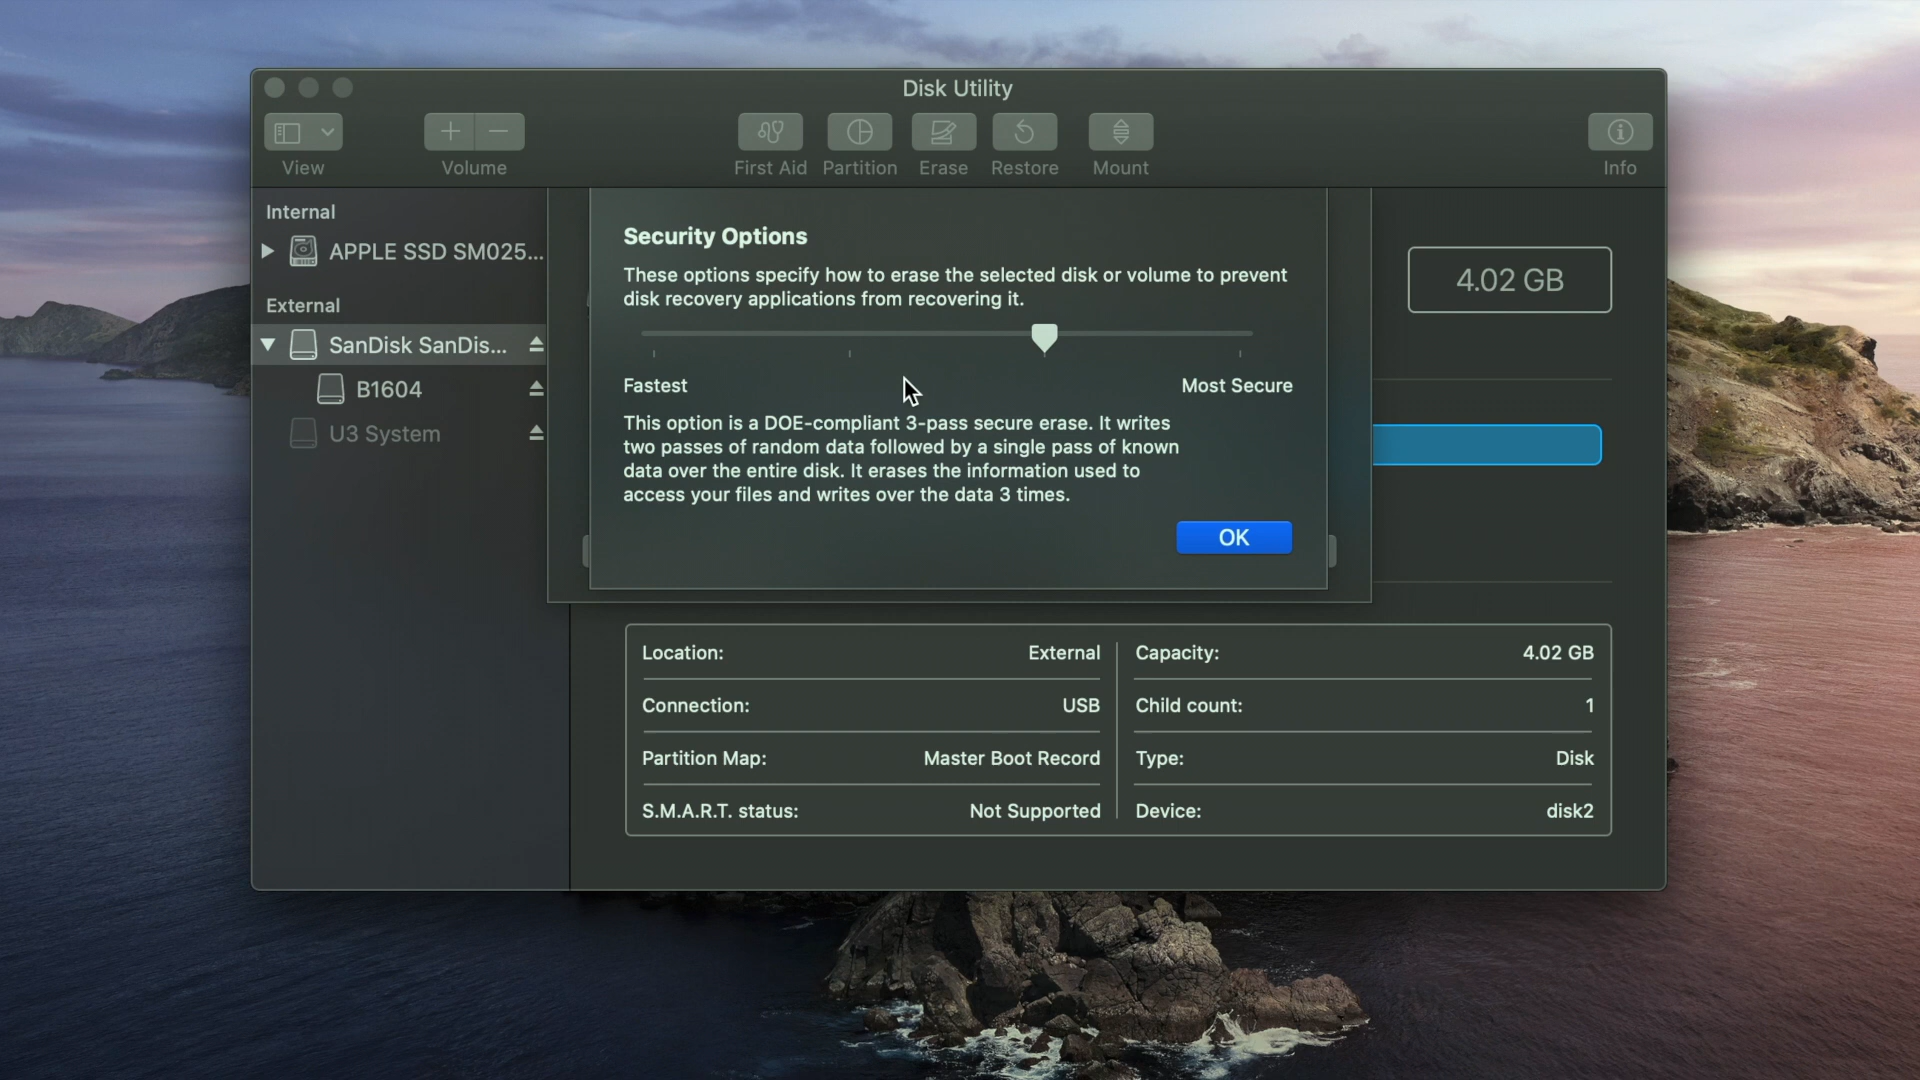 Disk Utility
View
Volume
First Aid
Partition
Erase
Restore
Mount
Info
Internal
APPLE SSD SM025...
External
SanDisk SanDis...
B1604
U3 System
Security Options
These options specify how to erase the selected disk or volume to prevent
disk recovery applications from recovering it.
Fastest
Most Secure
This option is a DOE-compliant 3-pass secure erase. It writes
two passes of random data followed by a single pass of known
data over the entire disk. It erases the information used to
access your files and writes over the data 3 times.
OK
4.02 GB
Location: External
Capacity: 4.02 GB
Connection: USB
Child count: 1
Partition Map: Master Boot Record
Type: Disk
S.M.A.R.T. status: Not Supported
Device: disk2